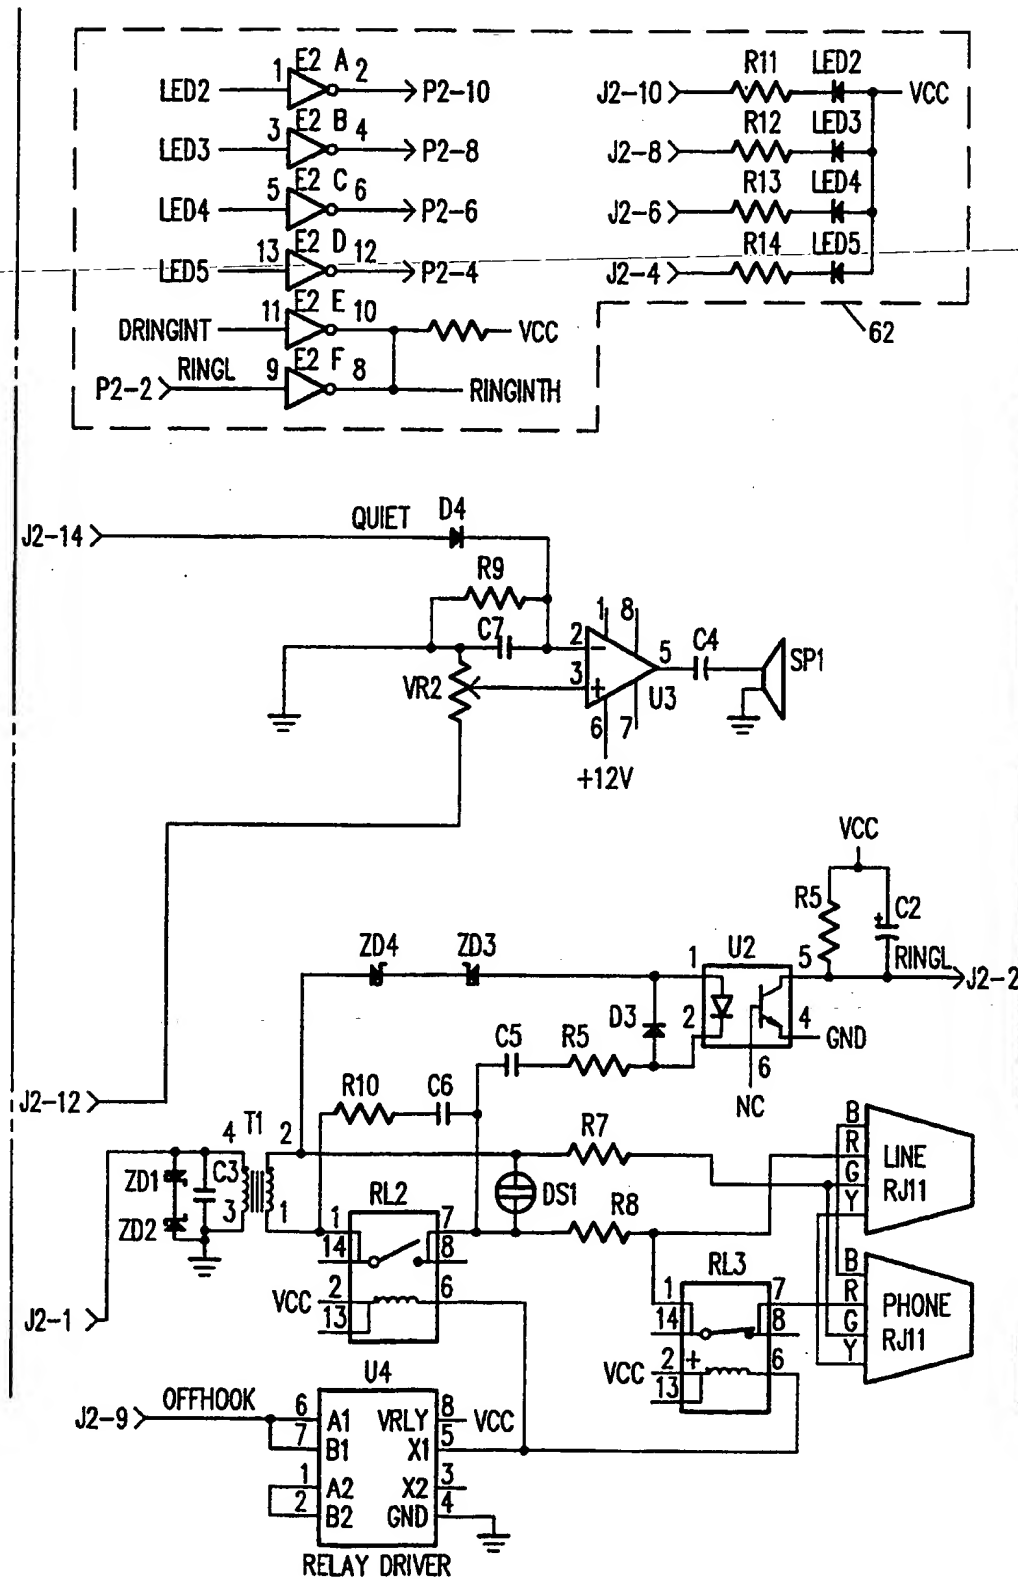 E2 A
LED2 1 2 P2-10
E2 B
LED3 3 4 P2-8
E2 C
LED4 5 6 P2-6
E2 D
LED5 13 12 P2-4
E2 E
DRINGINT 11 10 VCC
E2 F
P2-2 RINGL 9 8 RINGINTH
R11 LED2
J2-10 VCC
R12 LED3
J2-8
R13 LED4
J2-6
R14 LED5
J2-4
62
J2-14 QUIET D4
R9
C7
VR2
1 8
2 −
3 +
5
6 7
U3
+12V
C4
SP1
VCC
R5 C2
ZD4 ZD3
1 U2 5 RINGL J2-2
D3 2 4 GND
6
NC
C5 R5
J2-12
R10 C6
4 T1 2
ZD1 C3
ZD2 3 1
R7
DS1
R8
RL2
1 7
14 8
VCC 2 6
13
J2-1
B
R LINE
G RJ11
Y
B
R PHONE
G RJ11
Y
RL3
1 7
14 8
VCC 2 + 6
13
U4
J2-9 OFFHOOK 6 A1 VRLY 8 VCC
7 B1 X1 5
1 A2 X2 3
2 B2 GND 4
RELAY DRIVER